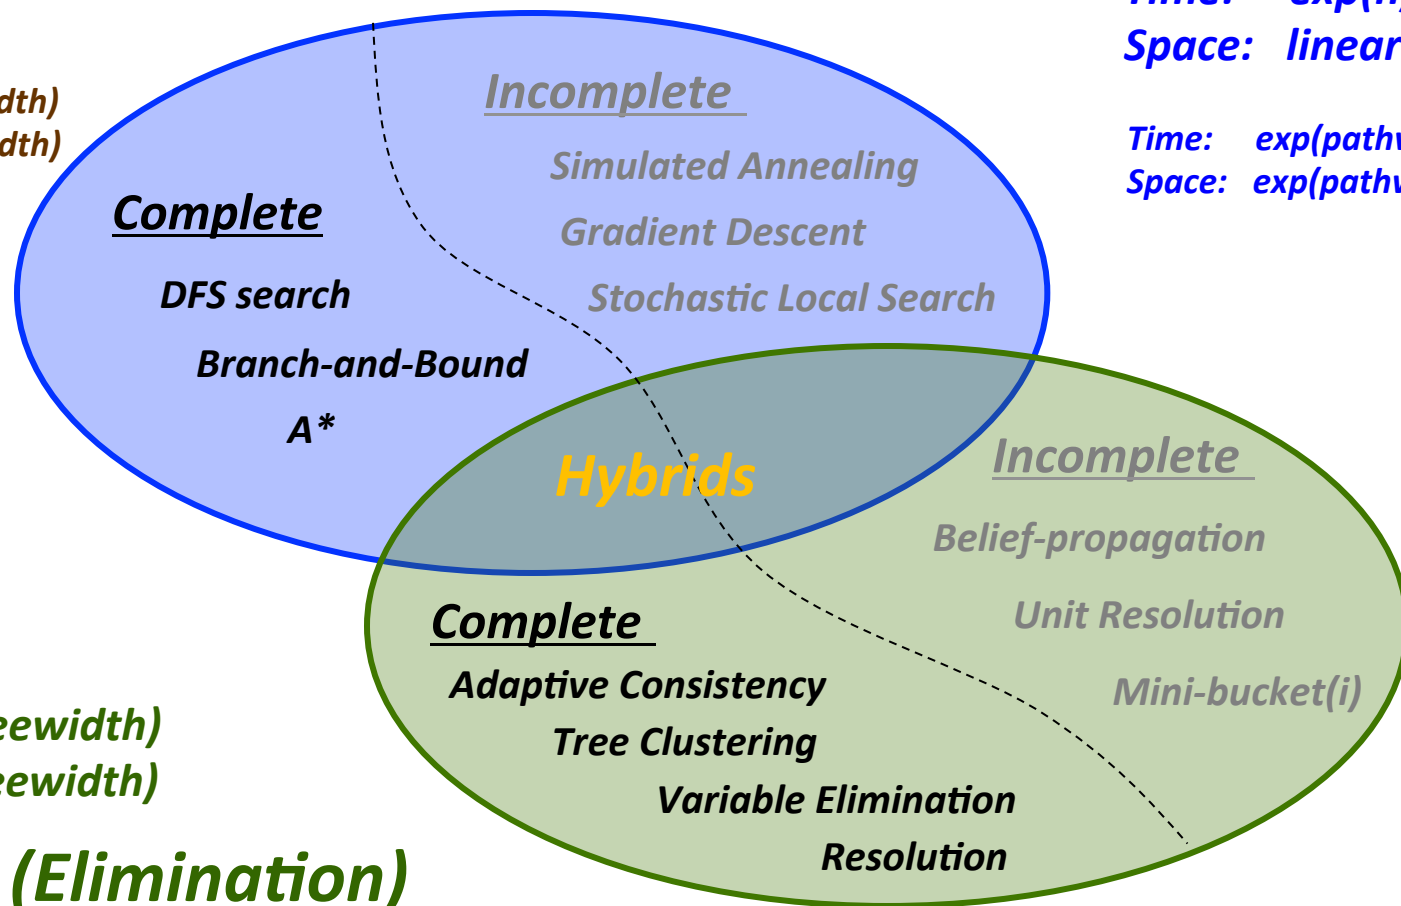 Space: linear
dth)
dth)
Time: exp(pathw
Space: exp(pathw
Incomplete
Simulated Annealing
Gradient Descent
Stochastic Local Search
Complete
DFS search
Branch-and-Bound
A*
Hybrids
Incomplete
Belief-propagation
Unit Resolution
Mini-bucket(i)
Complete
Adaptive Consistency
Tree Clustering
Variable Elimination
Resolution
eewidth)
eewidth)
(Elimination)